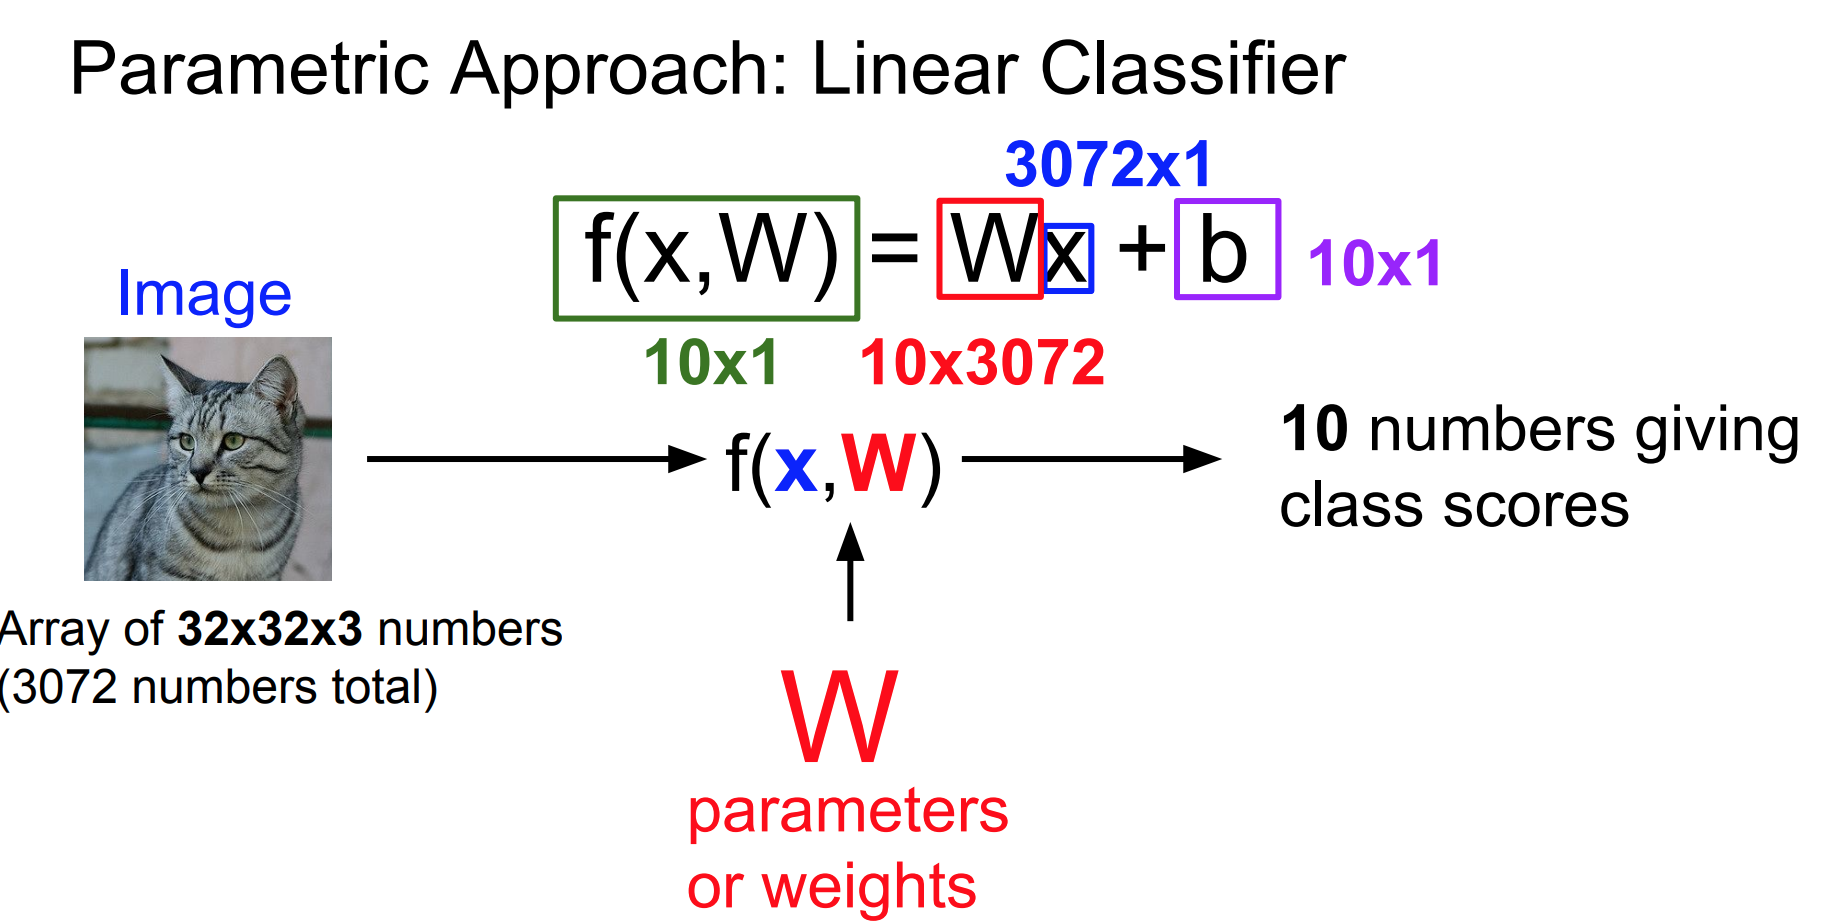 Parametric Approach: Linear Classifier
3072x1
f(x,W) = Wx + b 10x1
10x1 10x3072
Image
f(x,W)
10 numbers giving
class scores
Array of 32x32x3 numbers
(3072 numbers total)
W
parameters
or weights